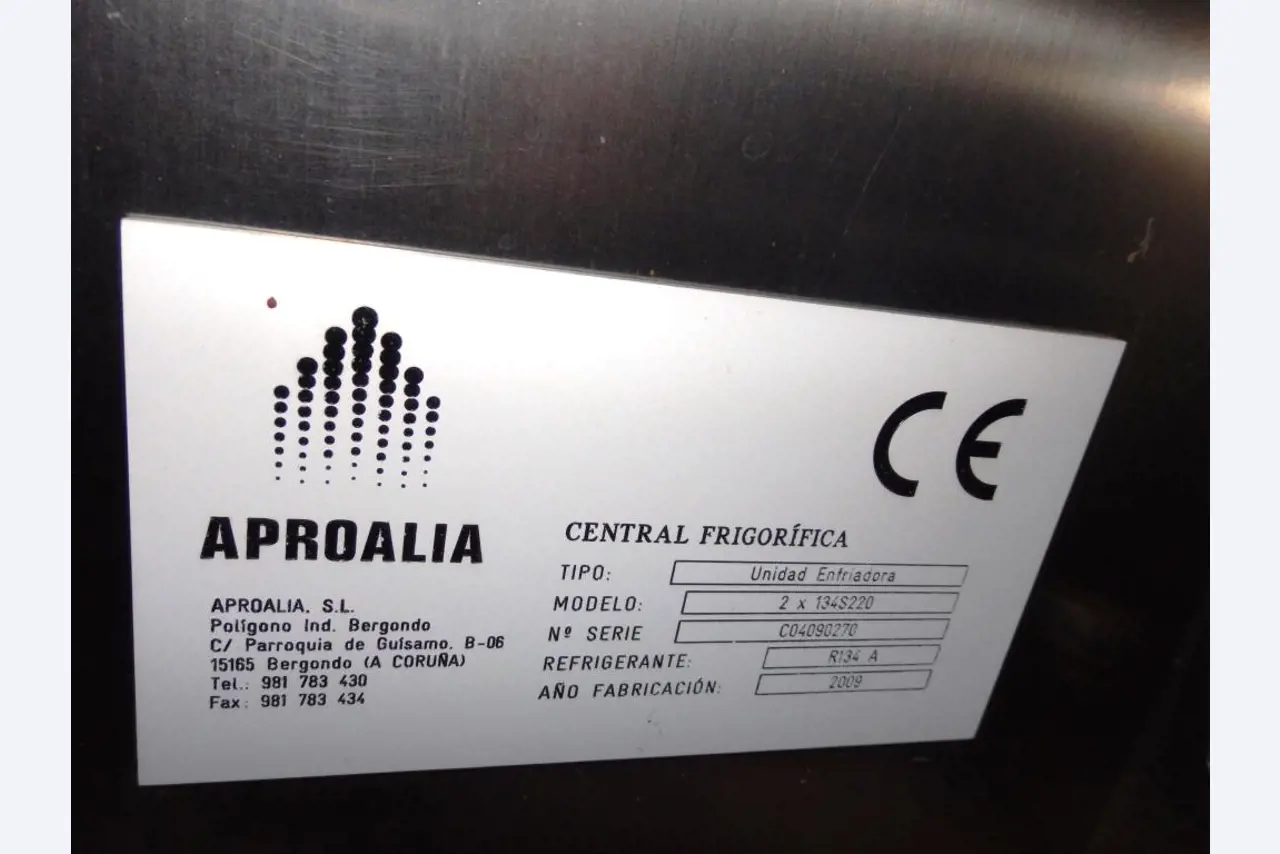 APROALIA
APROALIA, S.L.
Polígono Ind. Bergondo
C/ Parroquia de Guísamo, B-06
15165 Bergondo (A CORUÑA)
Tel.: 981 783 430
Fax: 981 783 434
CE
CENTRAL FRIGORÍFICA
TIPO: Unidad Enfriadora
MODELO: 2 x 134S220
Nº SERIE C04090270
REFRIGERANTE: R134 A
AÑO FABRICACIÓN: 2009